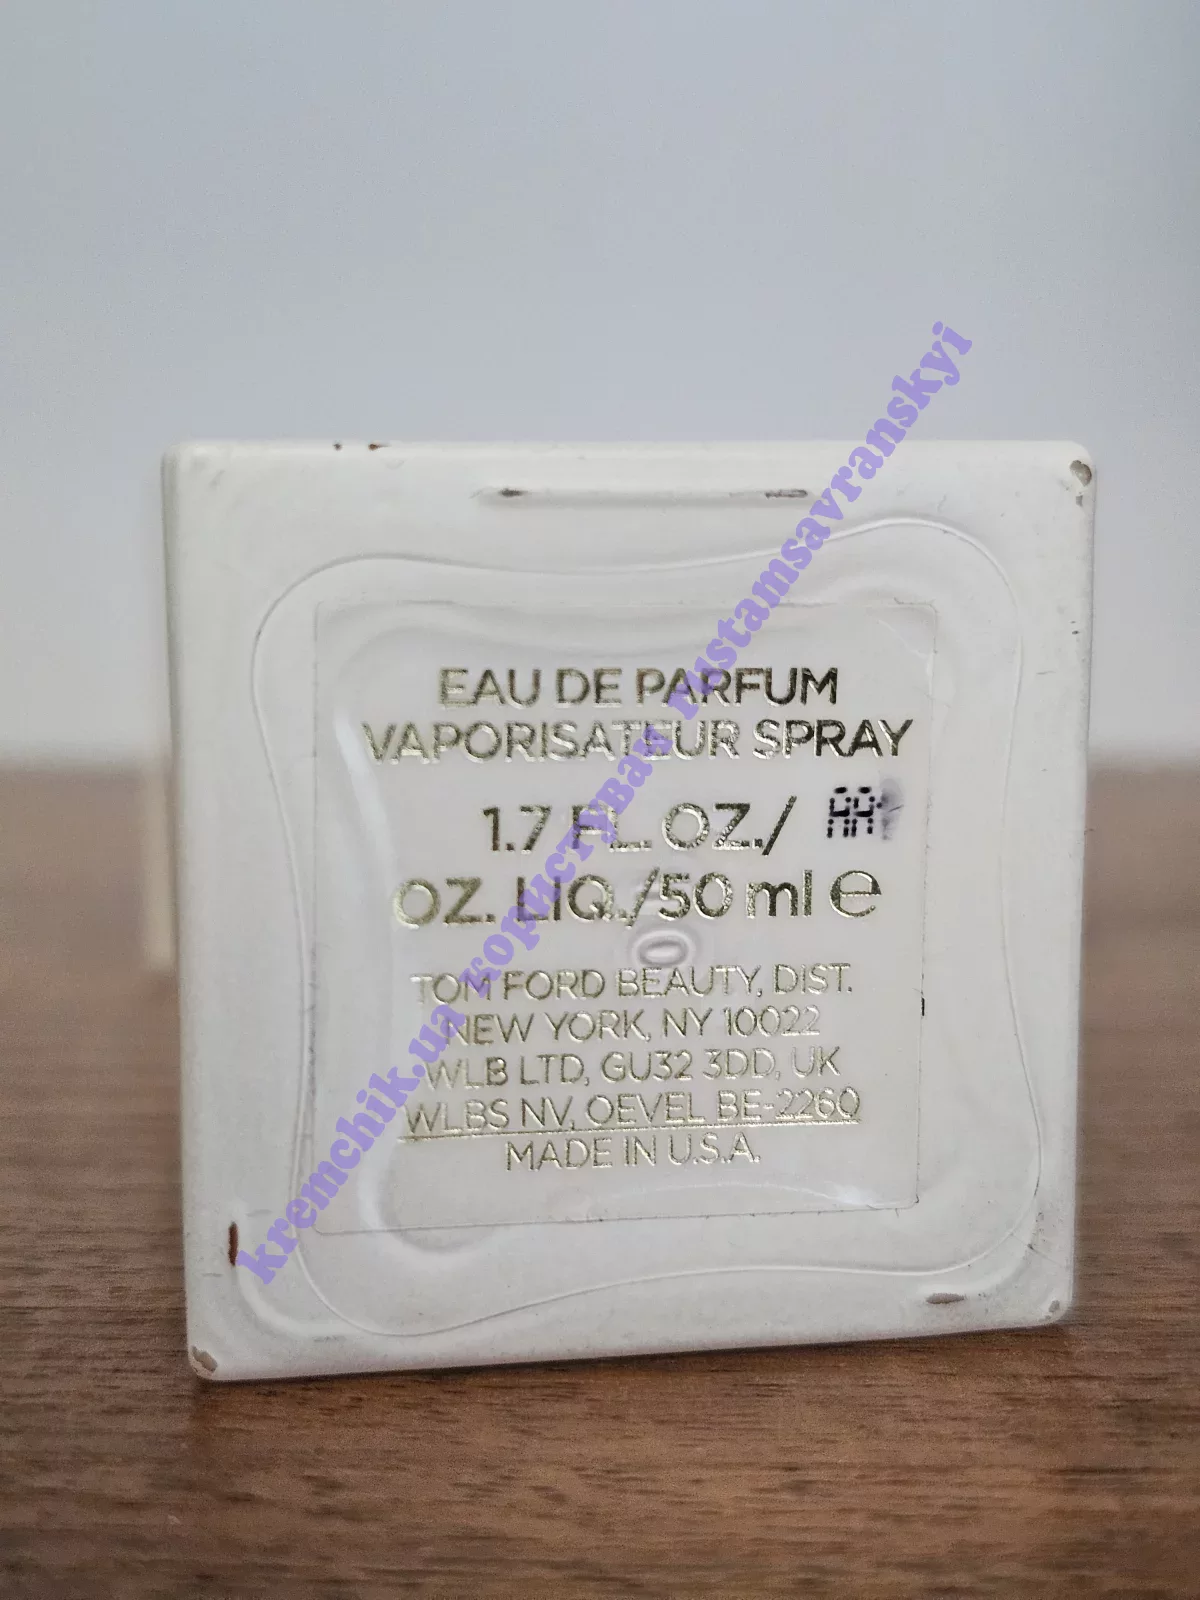 EAU DE PARFUM
VAPORISATEUR SPRAY
1.7 FL. OZ./
OZ. LIQ./50 ml e
TOM FORD BEAUTY, DIST.
NEW YORK, NY 10022
WLB LTD, GU32 3DD, UK
WLBS NV, OEVEL BE-2260
MADE IN U.S.A.
kremchik.ua користувач rustamsavranskyi